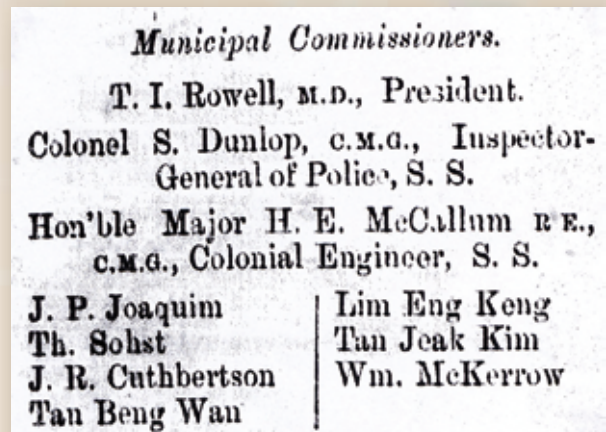 Municipal Commissioners.
T. I. Rowell, M.D., President.
Colonel S. Dunlop, C.M.G., Inspector-
General of Police, S. S.
Hon'ble Major H. E. McCallum R E.,
C.M.G., Colonial Engineer, S. S.
J. P. Joaquim
Th. Sohst
J. R. Cuthbertson
Tan Beng Wan
Lim Eng Keng
Tan Jeak Kim
Wm. McKerrow